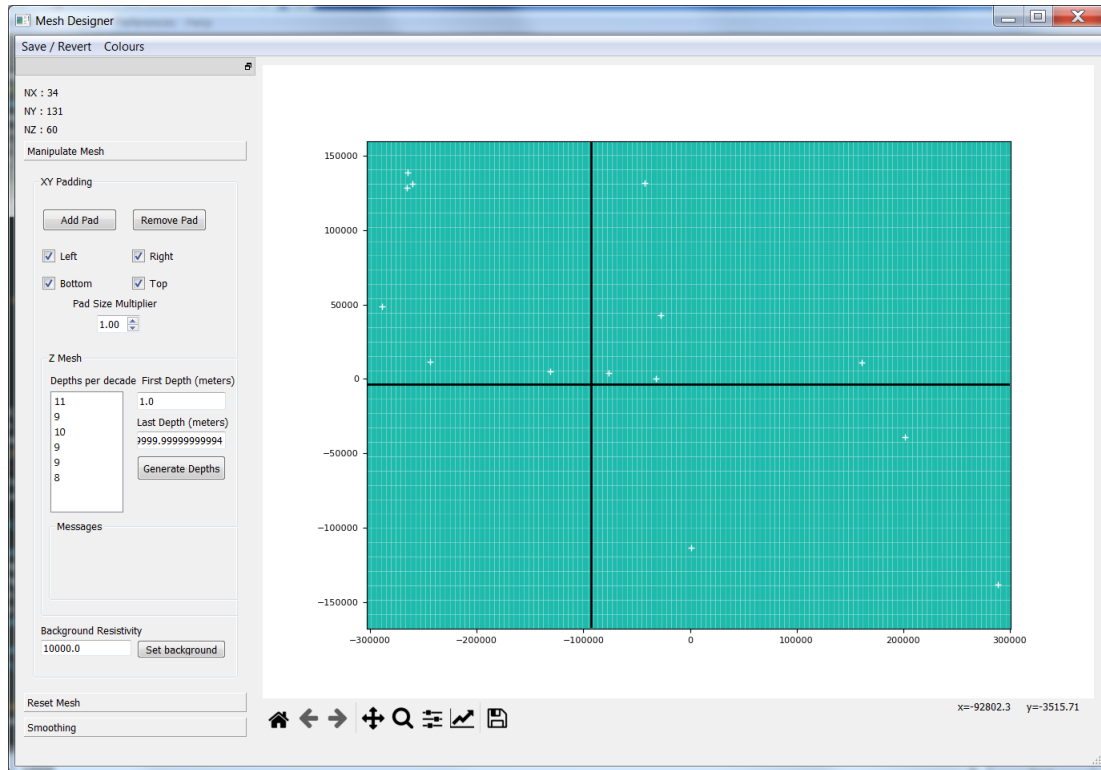 Mesh Designer
Save / Revert Colours
NX : 34
NY : 131
NZ : 60
Manipulate Mesh
XY Padding
Add Pad Remove Pad
Left Right
Bottom Top
Pad Size Multiplier
1.00
Z Mesh
Depths per decade First Depth (meters)
11
9
10
9
9
8
1.0
Last Depth (meters)
9999.99999999994
Generate Depths
Messages
Background Resistivity
10000.0 Set background
Reset Mesh
Smoothing
150000
100000
50000
0
−50000
−100000
−150000
−300000 −200000 −100000 0 100000 200000 300000
x=-92802.3 y=-3515.71